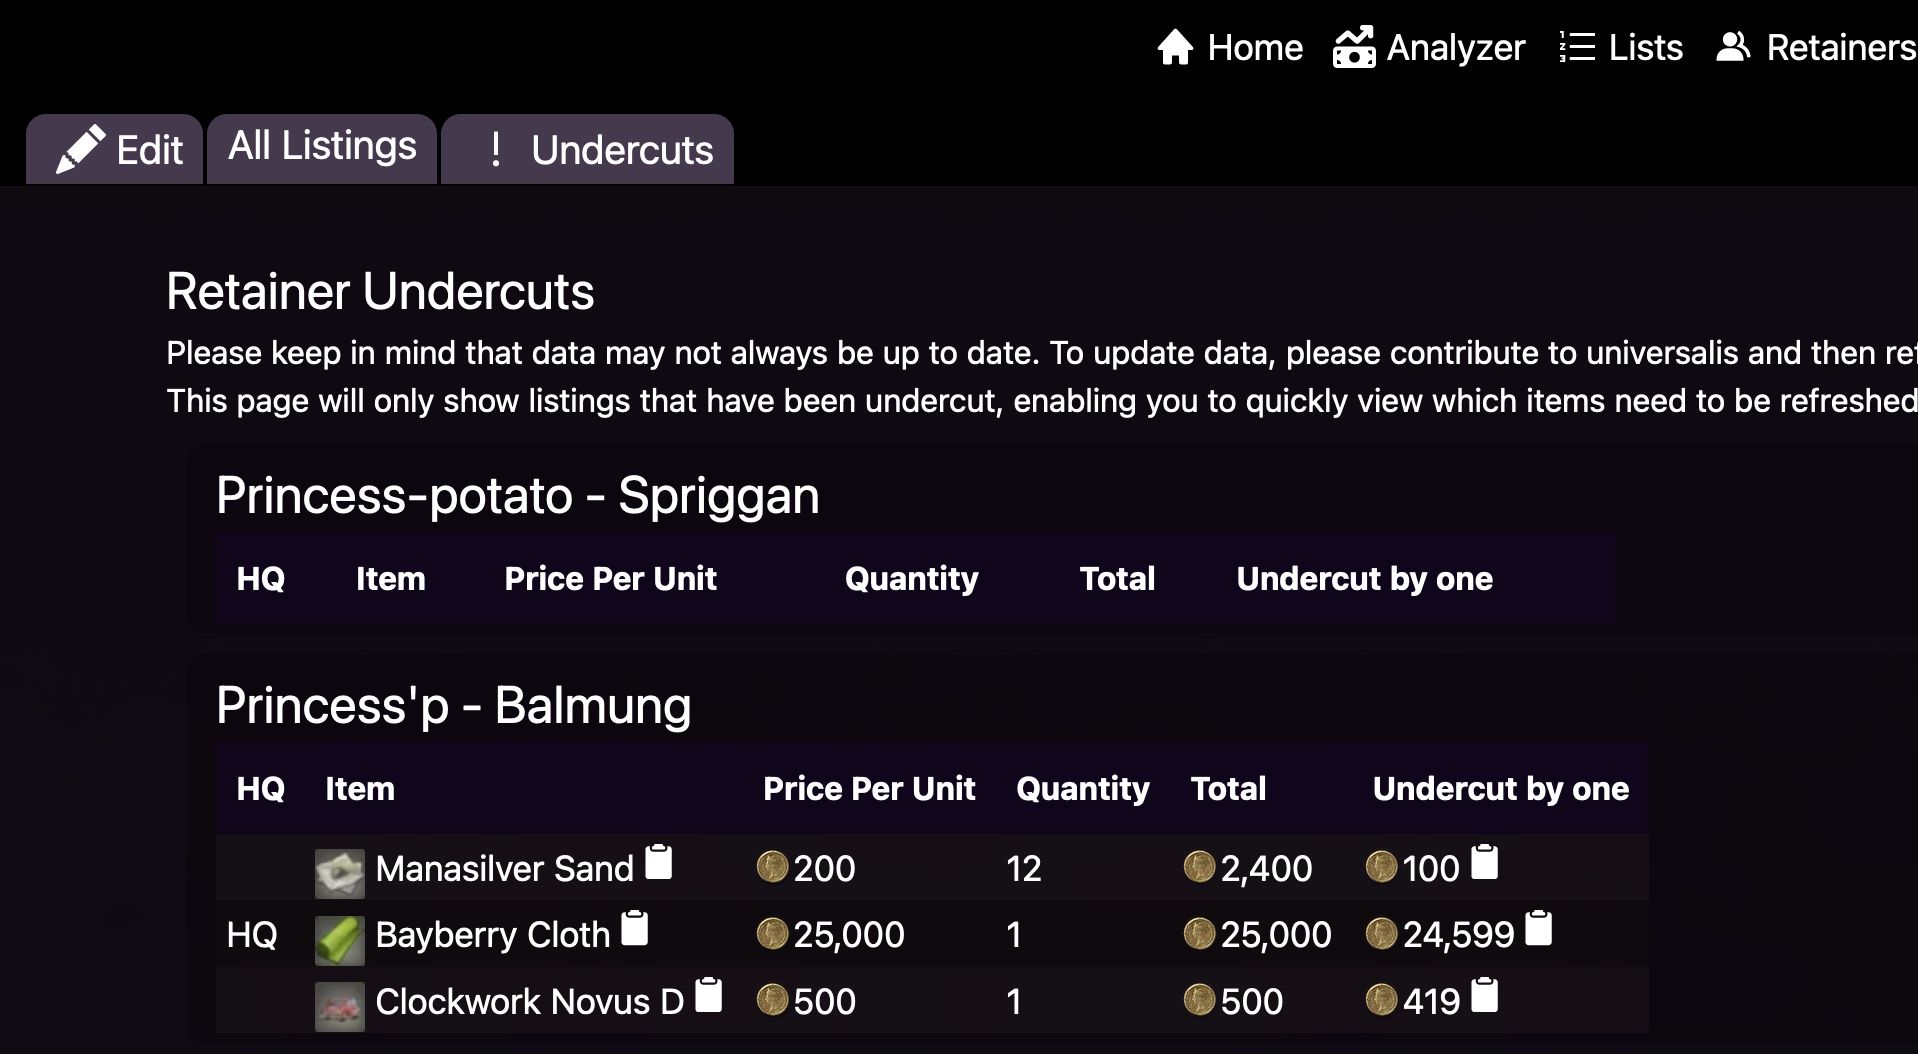 Home Analyzer Lists Retainers
Edit All Listings ! Undercuts
Retainer Undercuts
Please keep in mind that data may not always be up to date. To update data, please contribute to universalis and then
This page will only show listings that have been undercut, enabling you to quickly view which items need to be refreshed
Princess-potato - Spriggan
HQ Item Price Per Unit Quantity Total Undercut by one
Princess'p - Balmung
HQ Item Price Per Unit Quantity Total Undercut by one
Manasilver Sand 200 12 2,400 100
HQ Bayberry Cloth 25,000 1 25,000 24,599
Clockwork Novus D 500 1 500 419